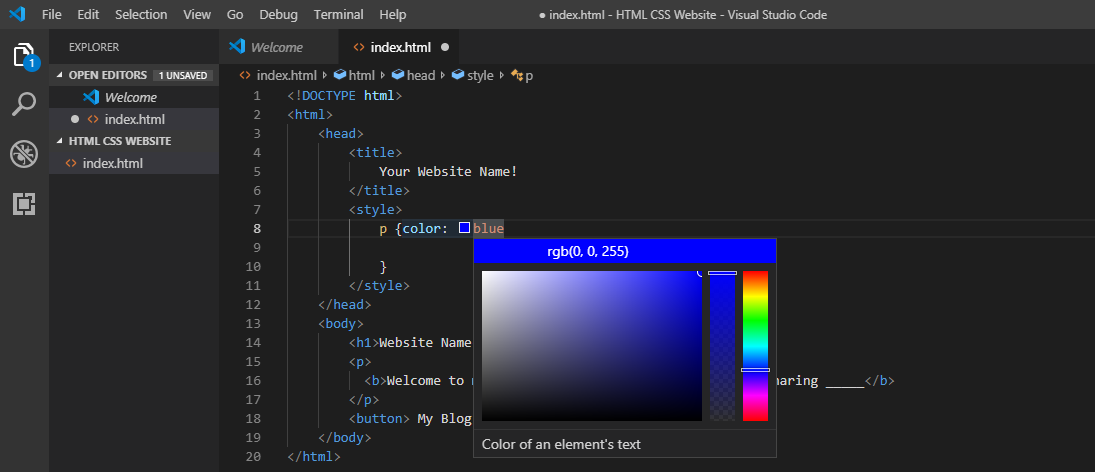 File Edit Selection View Go Debug Terminal Help
● index.html - HTML CSS Website - Visual Studio Code
EXPLORER
OPEN EDITORS 1 UNSAVED
Welcome
index.html
HTML CSS WEBSITE
index.html
1
Welcome
index.html
index.html html head style p
1 <!DOCTYPE html>
2 <html>
3 <head>
4 <title>
5 Your Website Name!
6 </title>
7 <style>
8 p {color: blue
9
10 }
11 </style>
12 </head>
13 <body>
14 <h1>Website Name
15 <p>
16 <b>Welcome to haring _____</b>
17 </p>
18 <button> My Blog
19 </body>
20 </html>
rgb(0, 0, 255)
Color of an element's text